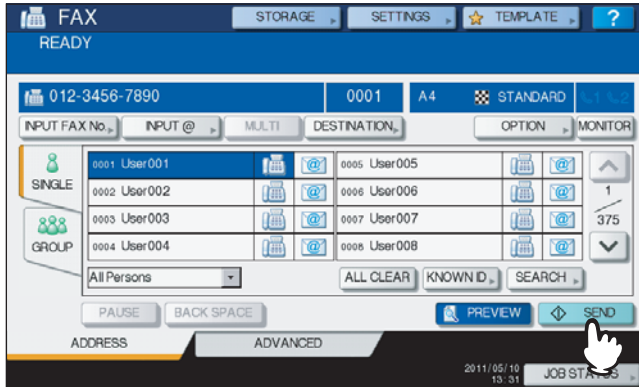 FAX STORAGE SETTINGS TEMPLATE ?
READY
012-3456-7890 0001 A4 STANDARD L1 L2
INPUT FAX No. INPUT @ MULTI DESTINATION OPTION MONITOR
SINGLE
GROUP
0001 User001 @ 0005 User005 @
0002 User002 @ 0006 User006 @ 1
0003 User003 @ 0007 User007 @ 375
0004 User004 @ 0008 User008 @
All Persons ALL CLEAR KNOWN ID SEARCH
PAUSE BACK SPACE PREVIEW SEND
ADDRESS ADVANCED
2011/05/10
13:31 JOB STATUS